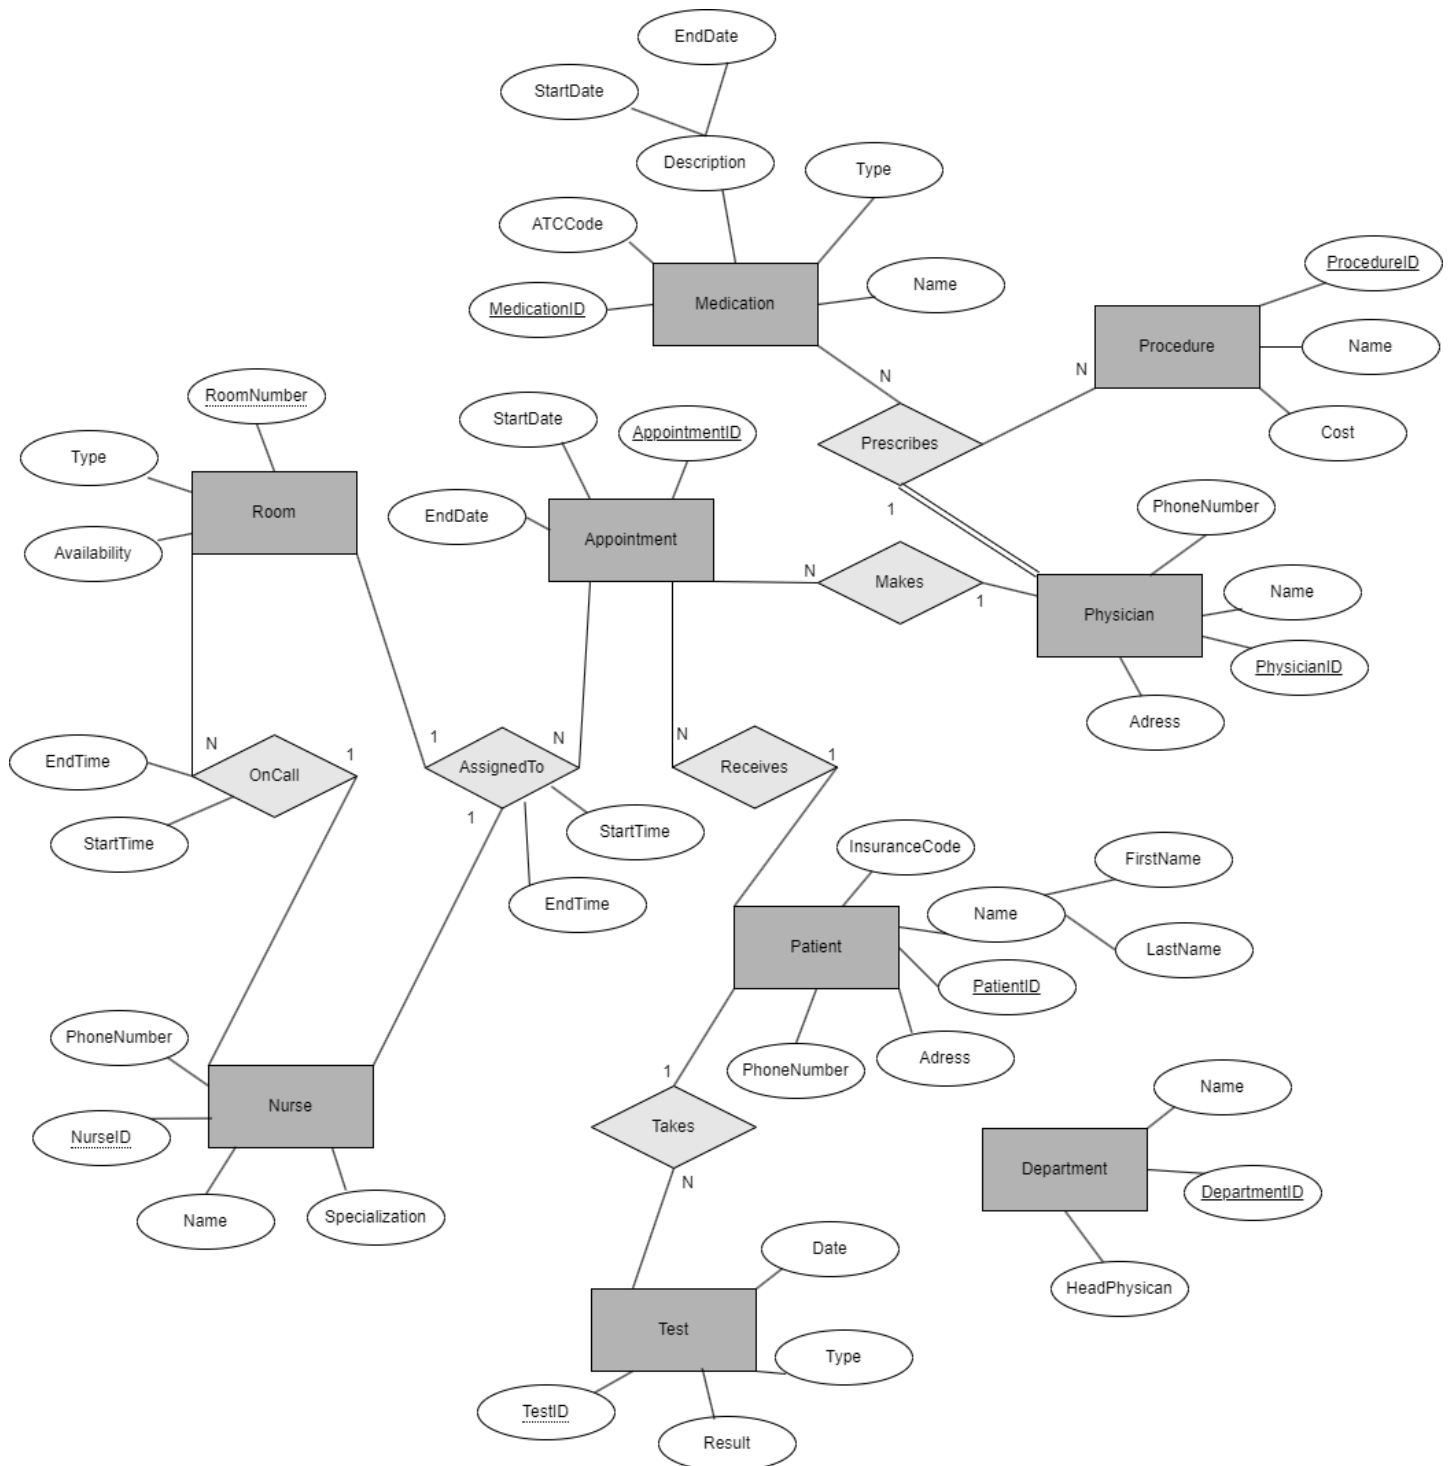 EndDate
StartDate
Description
Type
ATCCode
Name
MedicationID
Medication
ProcedureID
Procedure
Name
N
N
RoomNumber
StartDate
AppointmentID
Prescribes
Cost
Type
Room
EndDate
Appointment
1
PhoneNumber
Availability
N
Makes
1
Name
Physician
PhysicianID
Adress
EndTime
N
OnCall
1
1
AssignedTo
N
N
Receives
1
StartTime
1
StartTime
EndTime
InsuranceCode
FirstName
Name
LastName
Patient
PatientID
PhoneNumber
Adress
PhoneNumber
1
Nurse
NurseID
Takes
Name
Department
DepartmentID
N
Name
Specialization
Date
HeadPhysican
Test
Type
TestID
Result